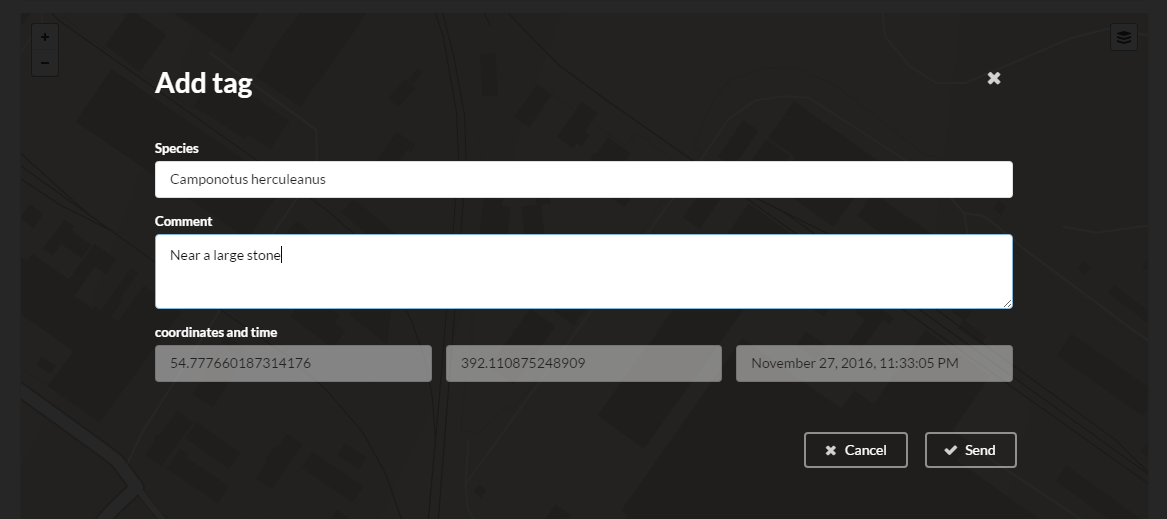 +
−
Add tag
Species
Camponotus herculeanus
Comment
Near a large stone
coordinates and time
54.777660187314176 392.110875248909 November 27, 2016, 11:33:05 PM
Cancel Send